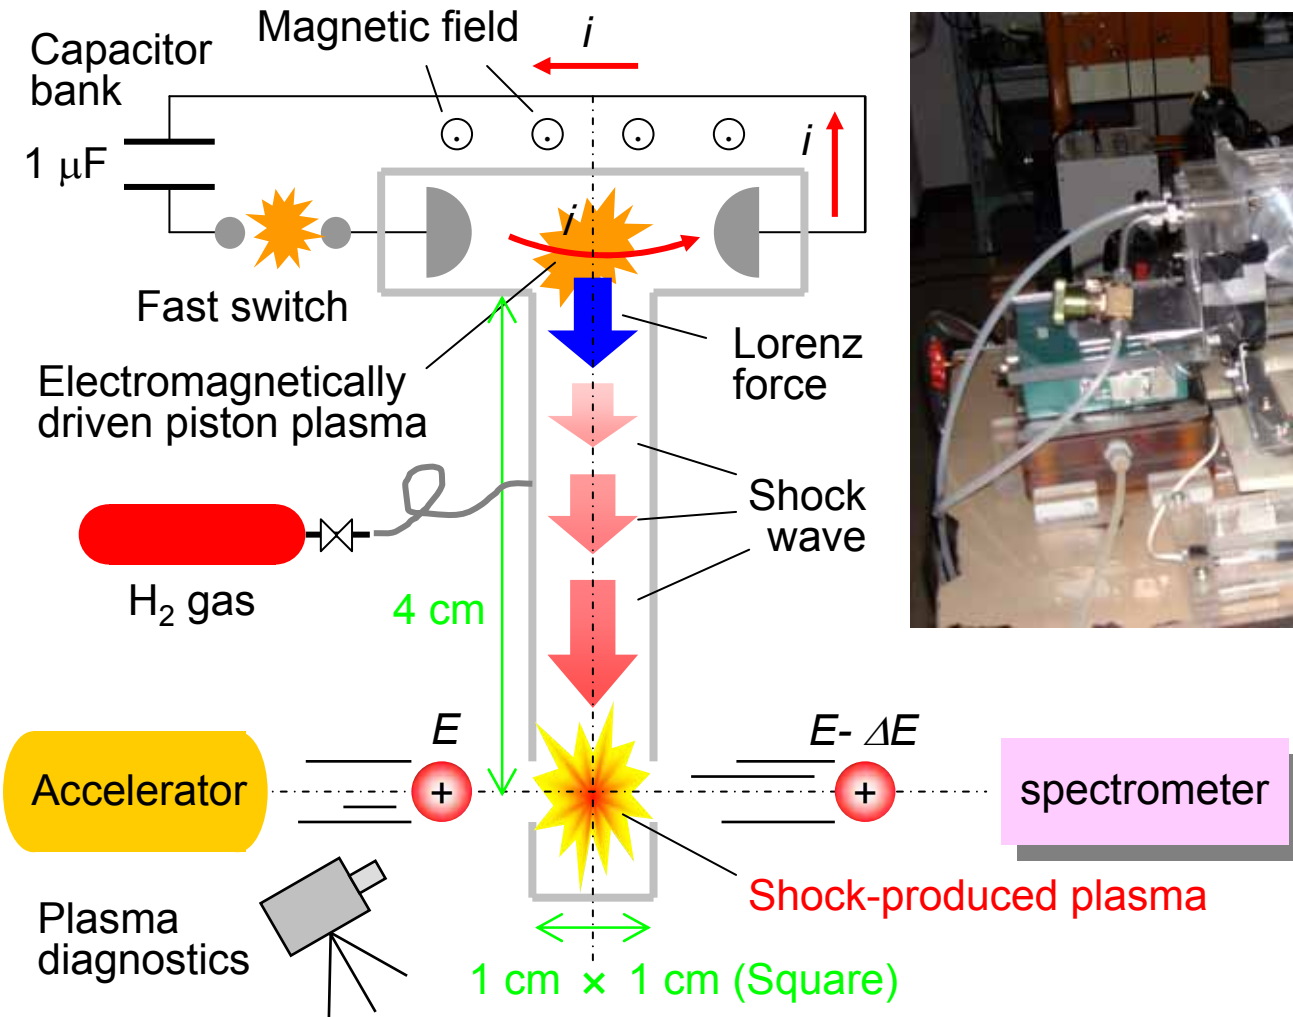 Magnetic field
i
Capacitor
bank
1 μF
i
i
Fast switch
Lorenz
force
Electromagnetically
driven piston plasma
Shock
wave
H2 gas
4 cm
E
E- ΔE
Accelerator
+
+
spectrometer
Shock-produced plasma
Plasma
diagnostics
1 cm × 1 cm (Square)